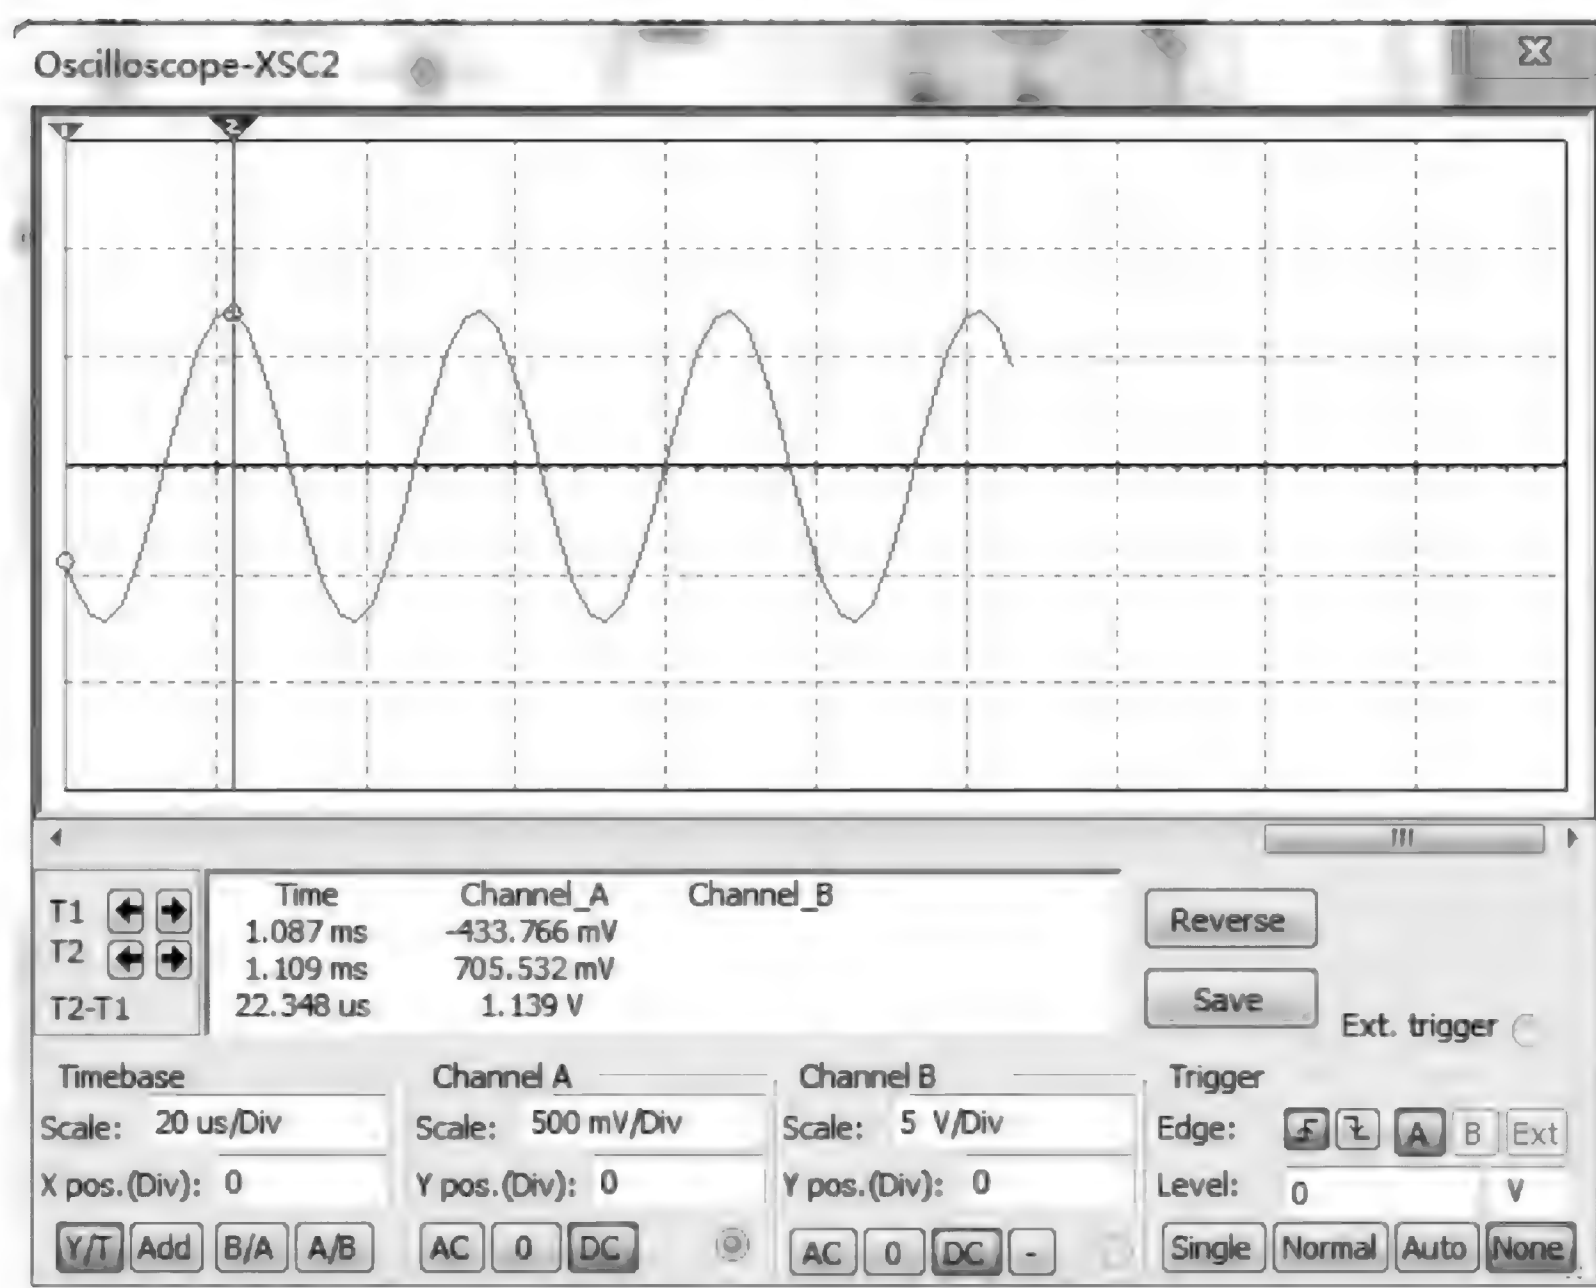 Oscilloscope-XSC2
1 2
T1
T2
T2-T1
Time Channel_A Channel_B
1.087 ms -433.766 mV
1.109 ms 705.532 mV
22.348 us 1.139 V
Reverse
Save
Ext. trigger
Timebase
Scale: 20 us/Div
X pos.(Div): 0
Y/T Add B/A A/B
Channel A
Scale: 500 mV/Div
Y pos.(Div): 0
AC 0 DC
Channel B
Scale: 5 V/Div
Y pos.(Div): 0
AC 0 DC -
Trigger
Edge: A B Ext
Level: 0 V
Single Normal Auto None